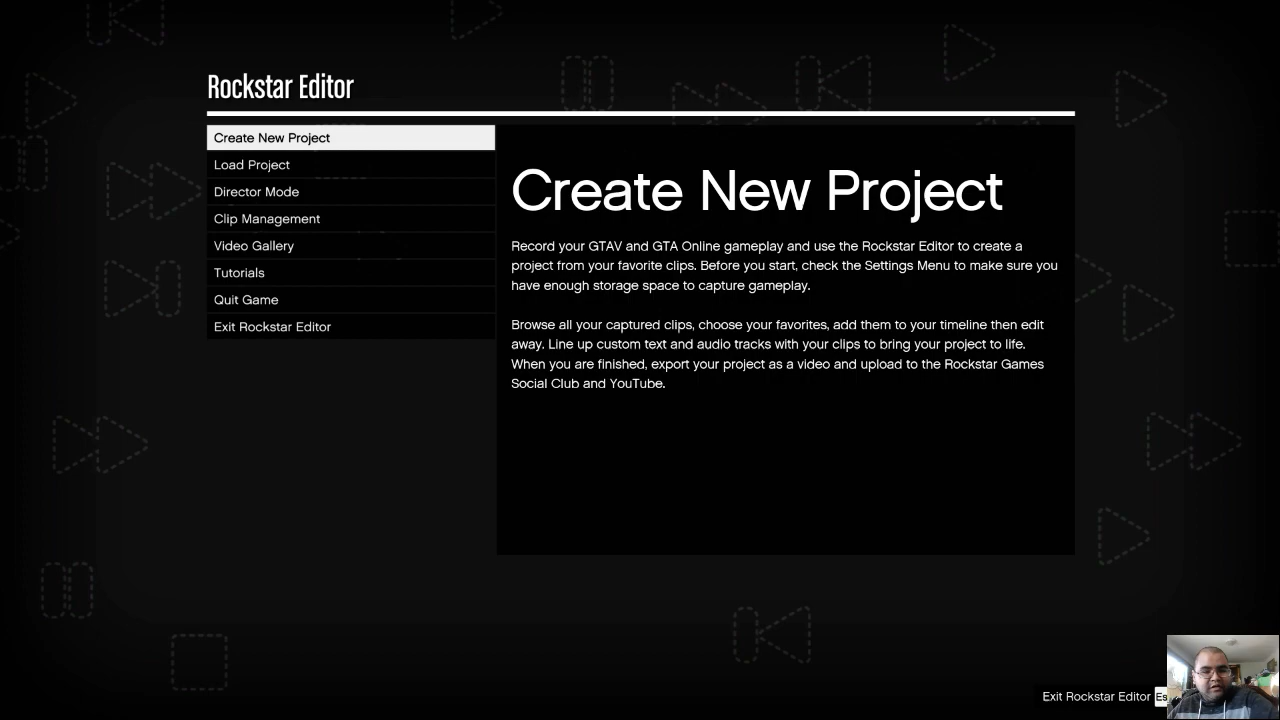 Rockstar Editor
Create New Project
Load Project
Director Mode
Clip Management
Video Gallery
Tutorials
Quit Game
Exit Rockstar Editor
Create New Project
Record your GTAV and GTA Online gameplay and use the Rockstar Editor to create a
project from your favorite clips. Before you start, check the Settings Menu to make sure you
have enough storage space to capture gameplay.
Browse all your captured clips, choose your favorites, add them to your timeline then edit
away. Line up custom text and audio tracks with your clips to bring your project to life.
When you are finished, export your project as a video and upload to the Rockstar Games
Social Club and YouTube.
Exit Rockstar Editor